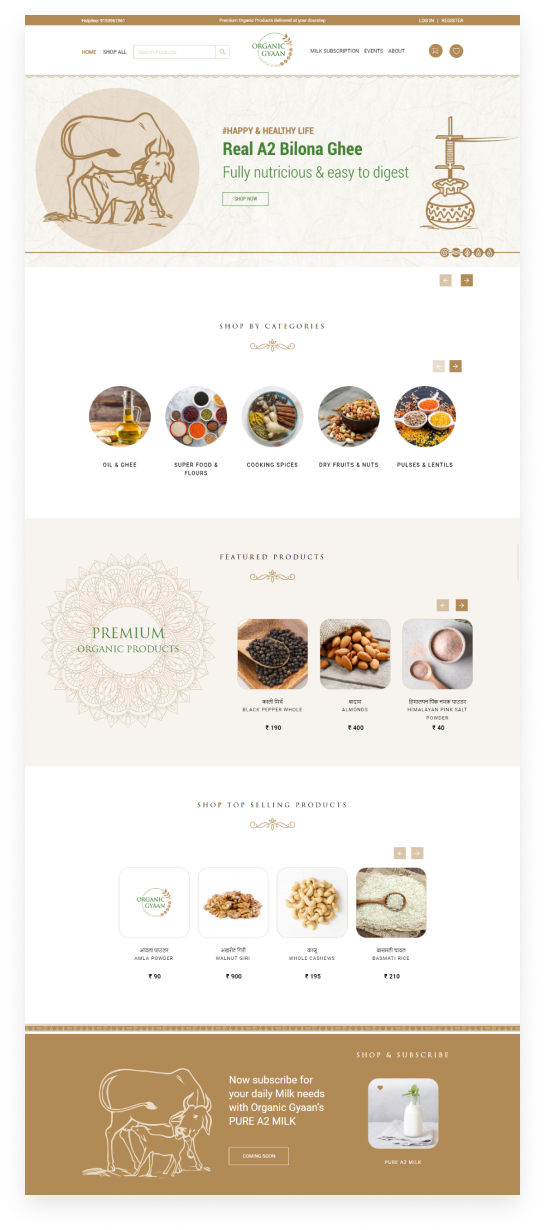 Helpline: 9103961961
Premium Organic Products delivered at your doorstep
LOG IN | REGISTER
HOME SHOP ALL
Search Products
ORGANIC
GYAAN
MILK SUBSCRIPTION EVENTS ABOUT
#HAPPY & HEALTHY LIFE
Real A2 Bilona Ghee
Fully nutricious & easy to digest
SHOP NOW
SHOP BY CATEGORIES
OIL & GHEE
SUPER FOOD &
FLOURS
COOKING SPICES
DRY FRUITS & NUTS
PULSES & LENTILS
FEATURED PRODUCTS
PREMIUM
ORGANIC PRODUCTS
काली मिर्च
BLACK PEPPER WHOLE
₹ 190
बादाम
ALMONDS
₹ 400
हिमालयन पिंक नमक पाउडर
HIMALAYAN PINK SALT
POWDER
₹ 40
SHOP TOP SELLING PRODUCTS
ORGANIC
GYAAN
आंवला पाउडर
AMLA POWDER
₹ 90
अखरोट गिरी
WALNUT GIRI
₹ 900
काजू
WHOLE CASHEWS
₹ 195
बासमती चावल
BASMATI RICE
₹ 210
Now subscribe for
your daily Milk needs
with Organic Gyaan's
PURE A2 MILK
COMING SOON
SHOP & SUBSCRIBE
PURE A2 MILK